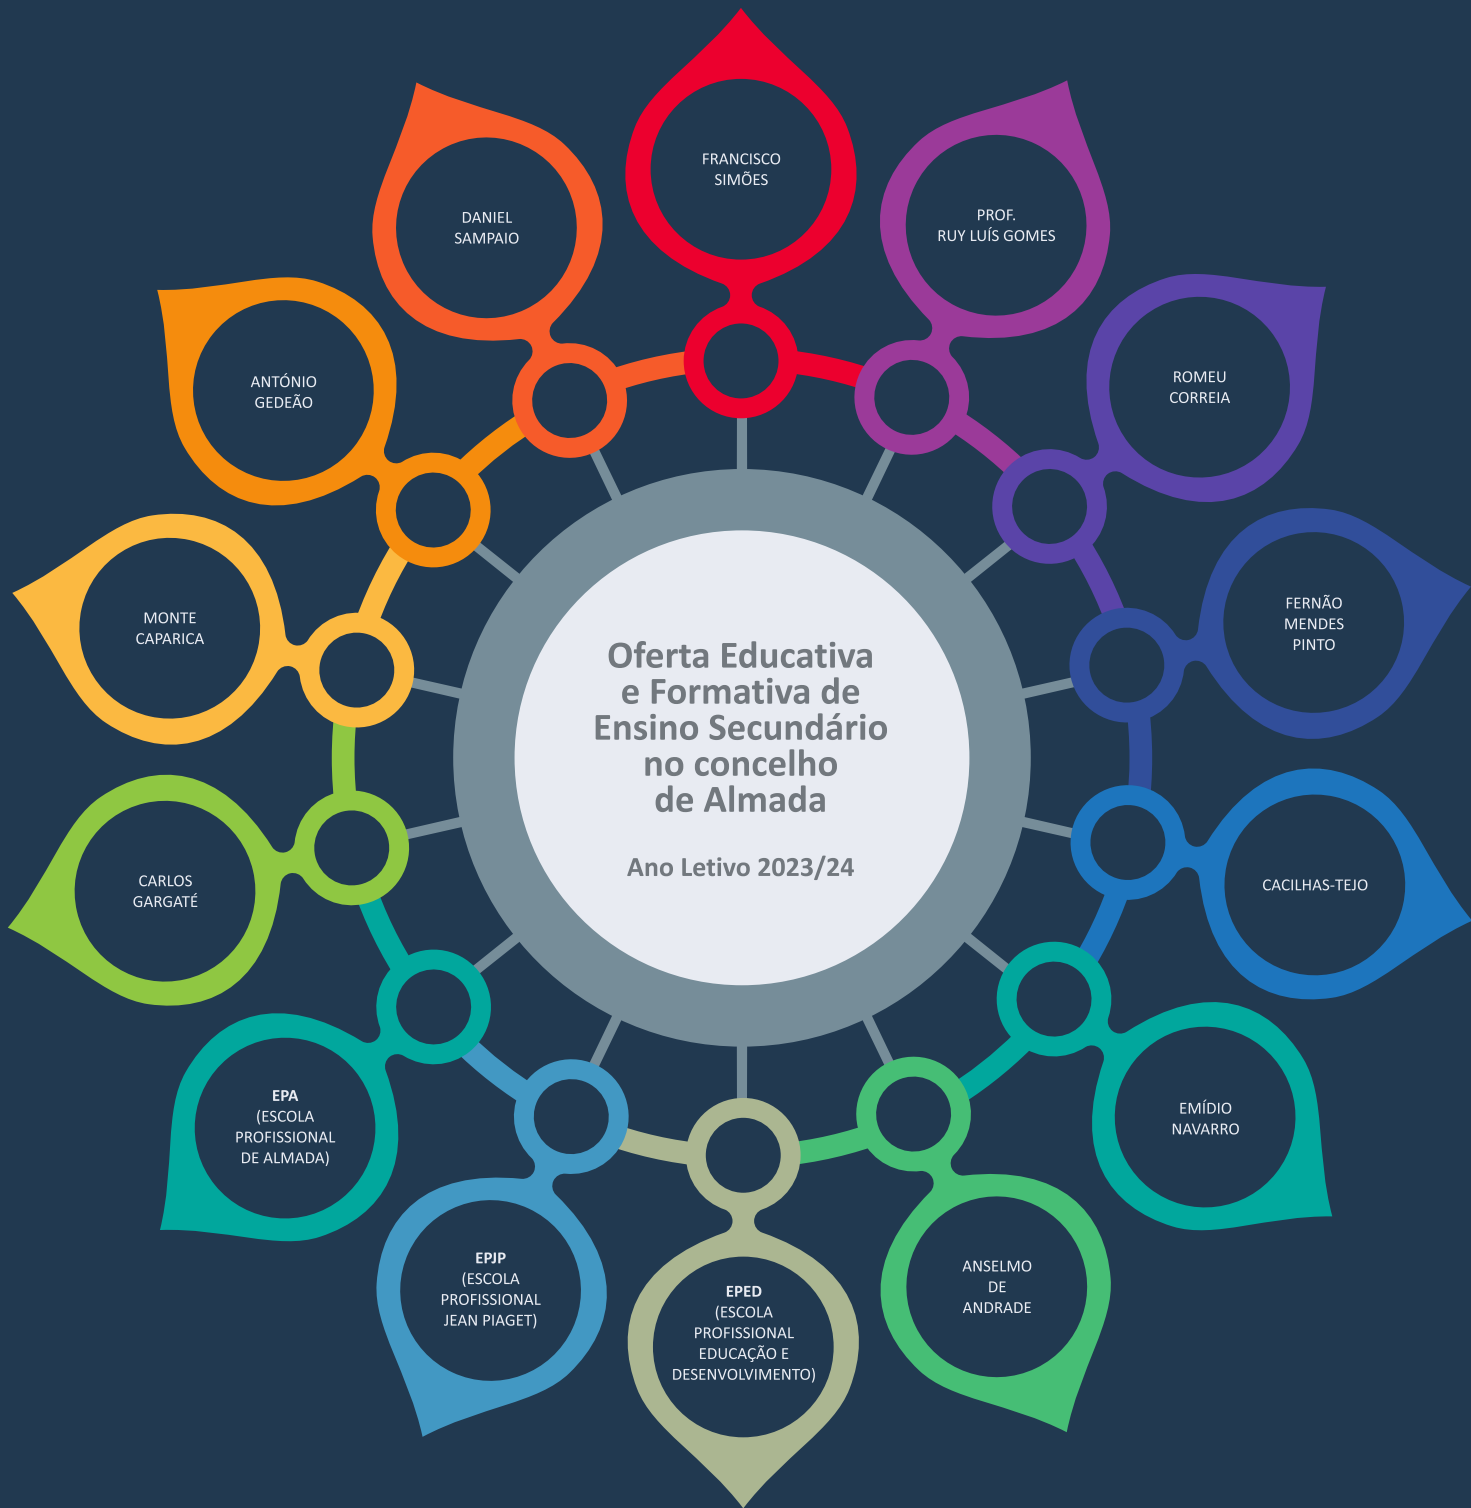 FRANCISCO
SIMÕES
PROF.
RUY LUÍS GOMES
ROMEU
CORREIA
FERNÃO
MENDES
PINTO
CACILHAS-TEJO
EMÍDIO
NAVARRO
ANSELMO
DE
ANDRADE
EPED
(ESCOLA
PROFISSIONAL
EDUCAÇÃO E
DESENVOLVIMENTO)
EPJP
(ESCOLA
PROFISSIONAL
JEAN PIAGET)
EPA
(ESCOLA
PROFISSIONAL
DE ALMADA)
CARLOS
GARGATÉ
MONTE
CAPARICA
ANTÓNIO
GEDEÃO
DANIEL
SAMPAIO
Oferta Educativa
e Formativa de
Ensino Secundário
no concelho
de Almada
Ano Letivo 2023/24